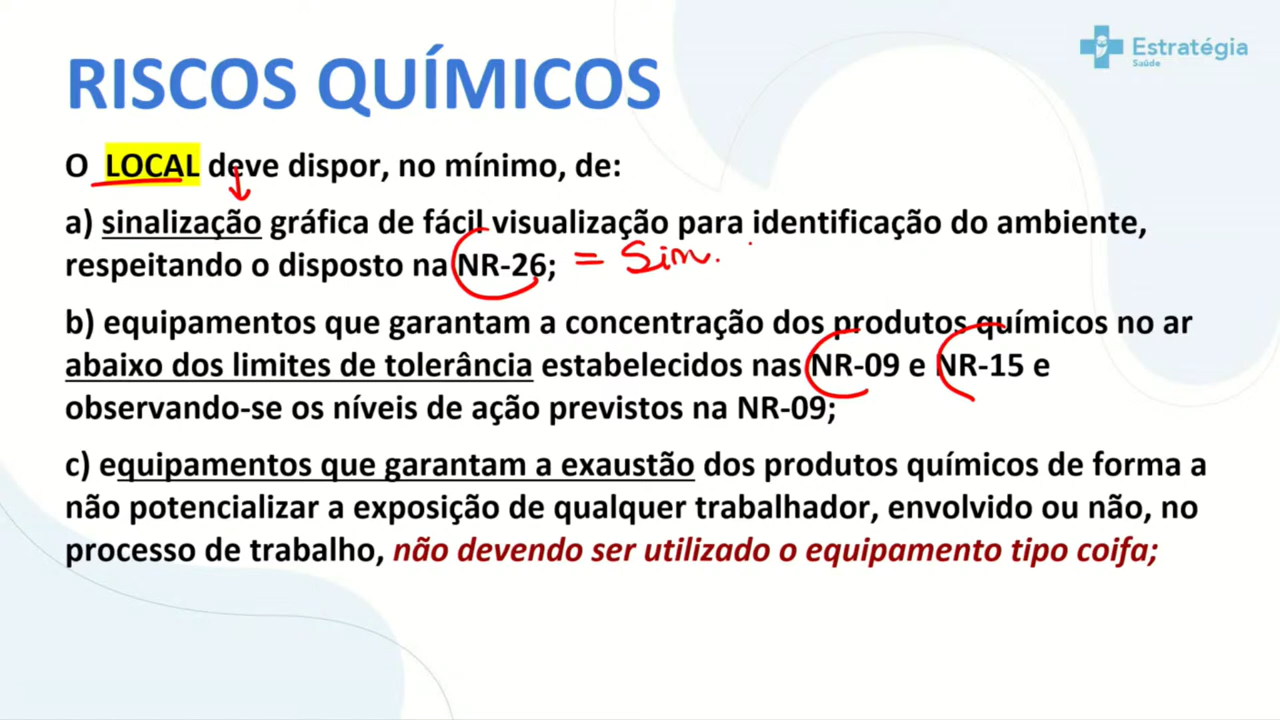 Estratégia
Saúde
RISCOS QUÍMICOS
O LOCAL deve dispor, no mínimo, de:
a) sinalização gráfica de fácil visualização para identificação do ambiente,
respeitando o disposto na NR-26; = Sin.
b) equipamentos que garantam a concentração dos produtos químicos no ar
abaixo dos limites de tolerância estabelecidos nas NR-09 e NR-15 e
observando-se os níveis de ação previstos na NR-09;
c) equipamentos que garantam a exaustão dos produtos químicos de forma a
não potencializar a exposição de qualquer trabalhador, envolvido ou não, no
processo de trabalho, não devendo ser utilizado o equipamento tipo coifa;